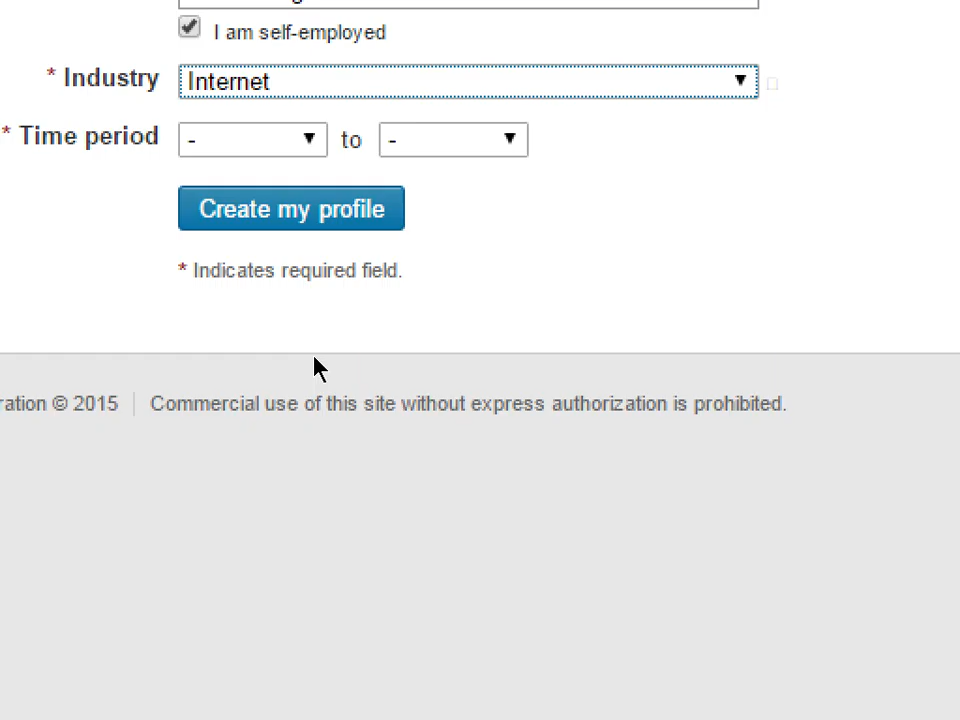 I am self-employed
* Industry Internet
* Time period - to -
Create my profile
* Indicates required field.
ration © 2015 Commercial use of this site without express authorization is prohibited.